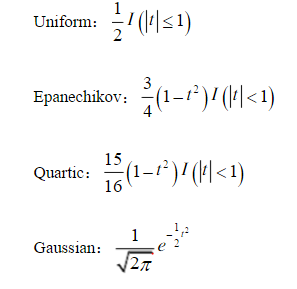 Uniform: 1/2 I(|t|≤1)
Epanechikov: 3/4 (1−t²) I(|t|<1)
Quartic: 15/16 (1−t²) I(|t|<1)
Gaussian: 1/√2π e^(−1/2 t²)